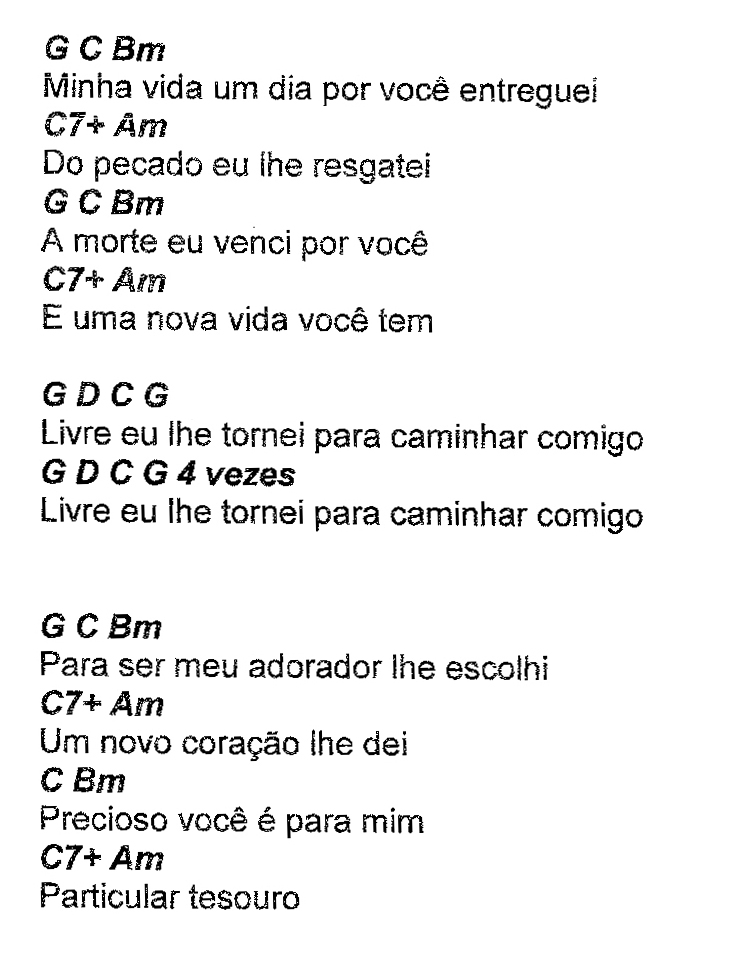 G C Bm
Minha vida um dia por você entreguei
C7+ Am
Do pecado eu lhe resgatei
G C Bm
A morte eu venci por você
C7+ Am
E uma nova vida você tem
G D C G
Livre eu lhe tornei para caminhar comigo
G D C G 4 vezes
Livre eu lhe tornei para caminhar comigo
G C Bm
Para ser meu adorador lhe escolhi
C7+ Am
Um novo coração lhe dei
C Bm
Precioso você é para mim
C7+ Am
Particular tesouro